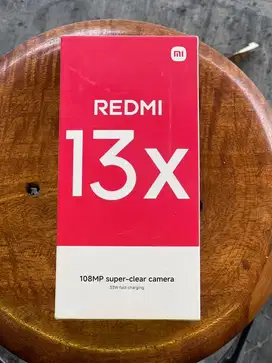 mi
REDMI
13x
108MP super-clear camera
33W fast charging